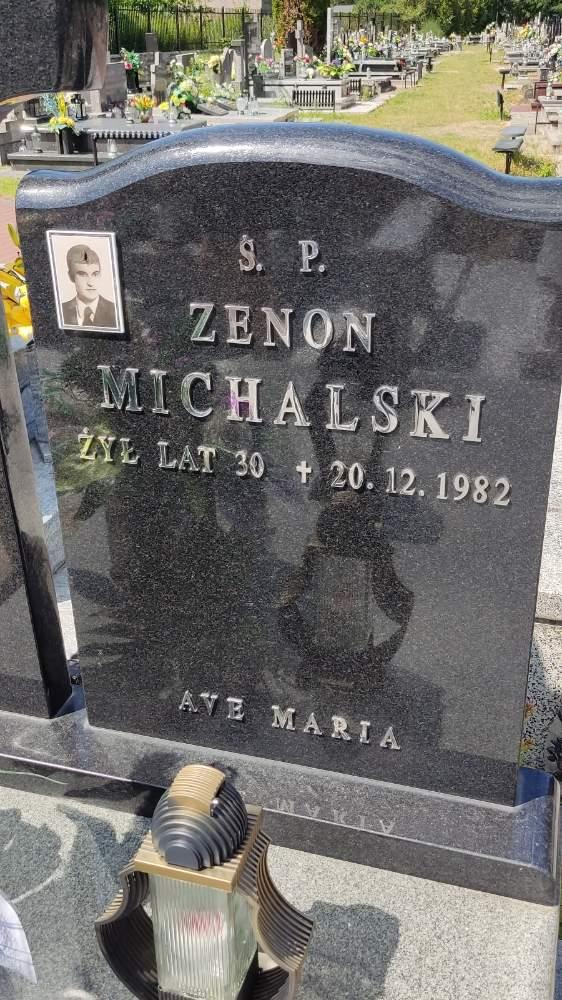 Ś. P.
ZENON
MICHALSKI
ŻYŁ LAT 30 ✝ 20.12.1982
AVE MARIA